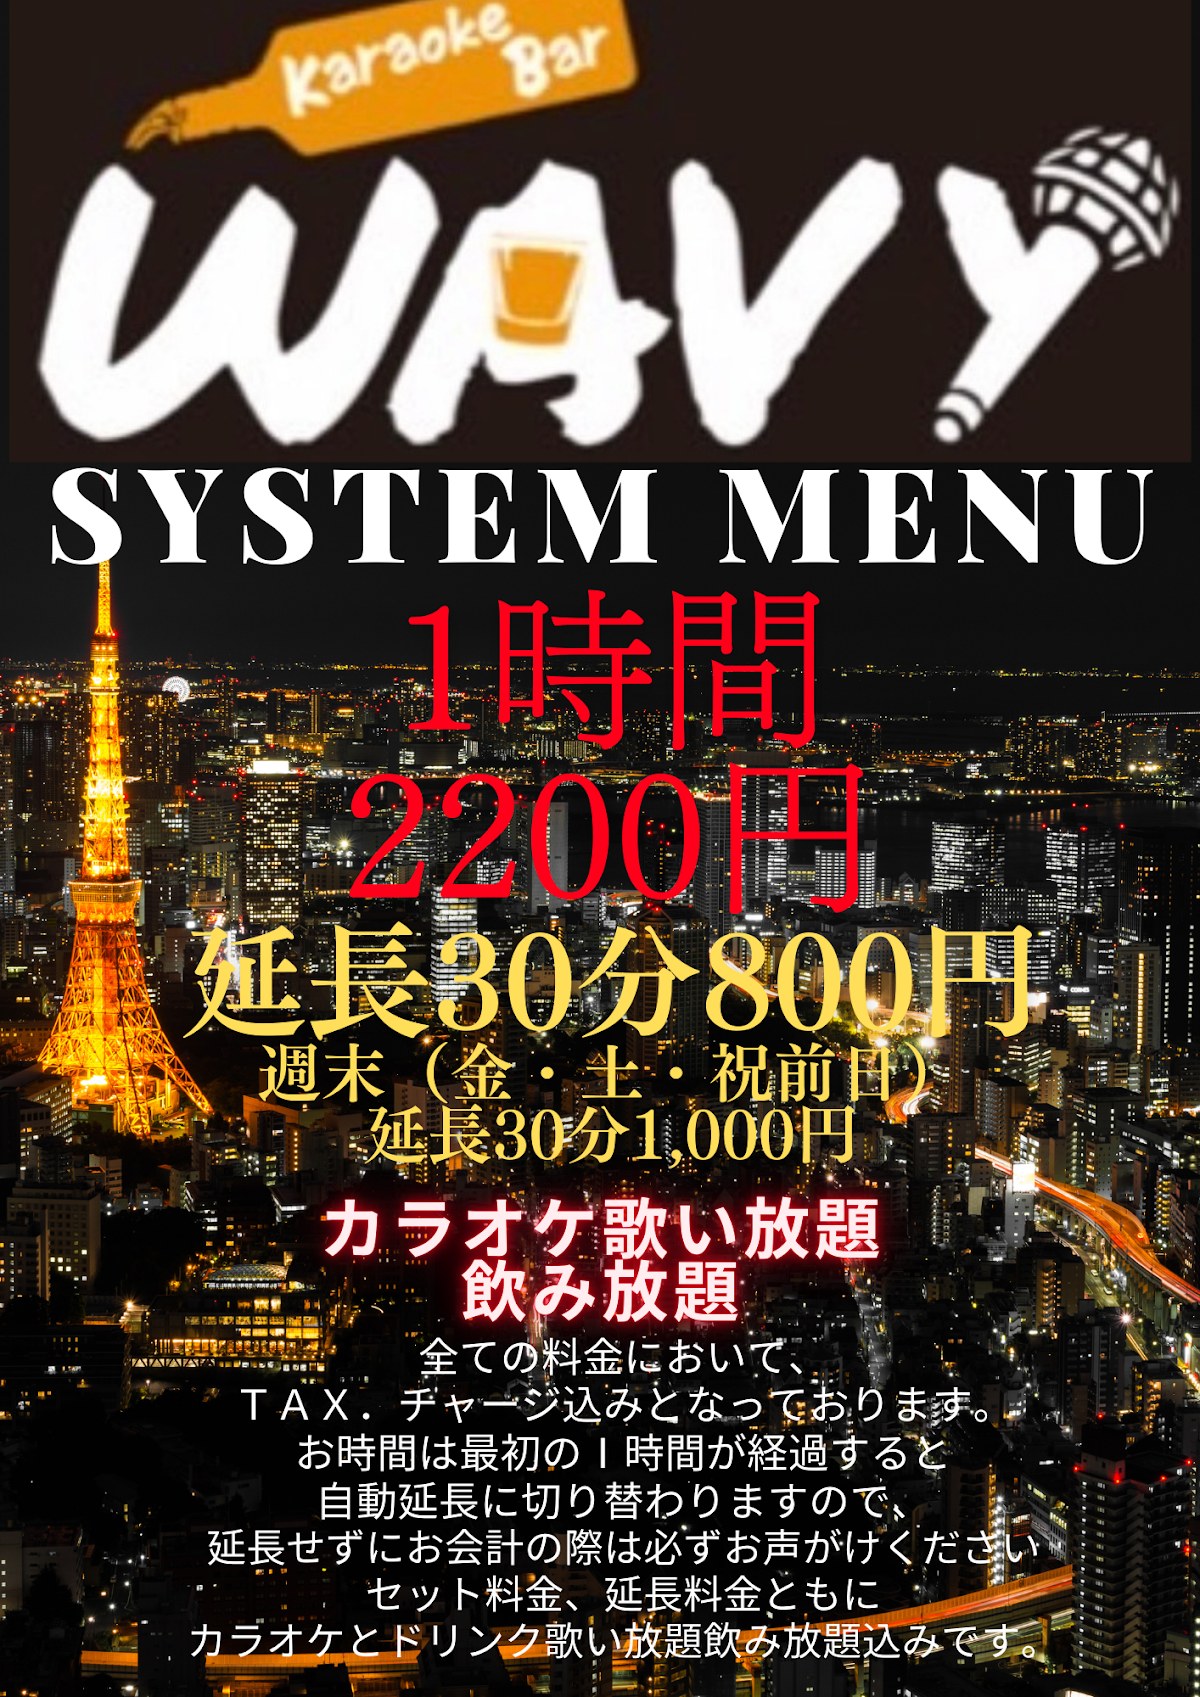 Karaoke
Bar
WAVY
SYSTEM MENU
1時間
2200円
延長30分800円
週末（金・土・祝前日）
延長30分1,000円
カラオケ歌い放題
飲み放題
全ての料金において、
ＴＡＸ．チャージ込みとなっております。
お時間は最初のＩ時間が経過すると
自動延長に切り替わりますので、
延長せずにお会計の際は必ずお声がけください
セット料金、延長料金ともに
カラオケとドリンク歌い放題飲み放題込みです。